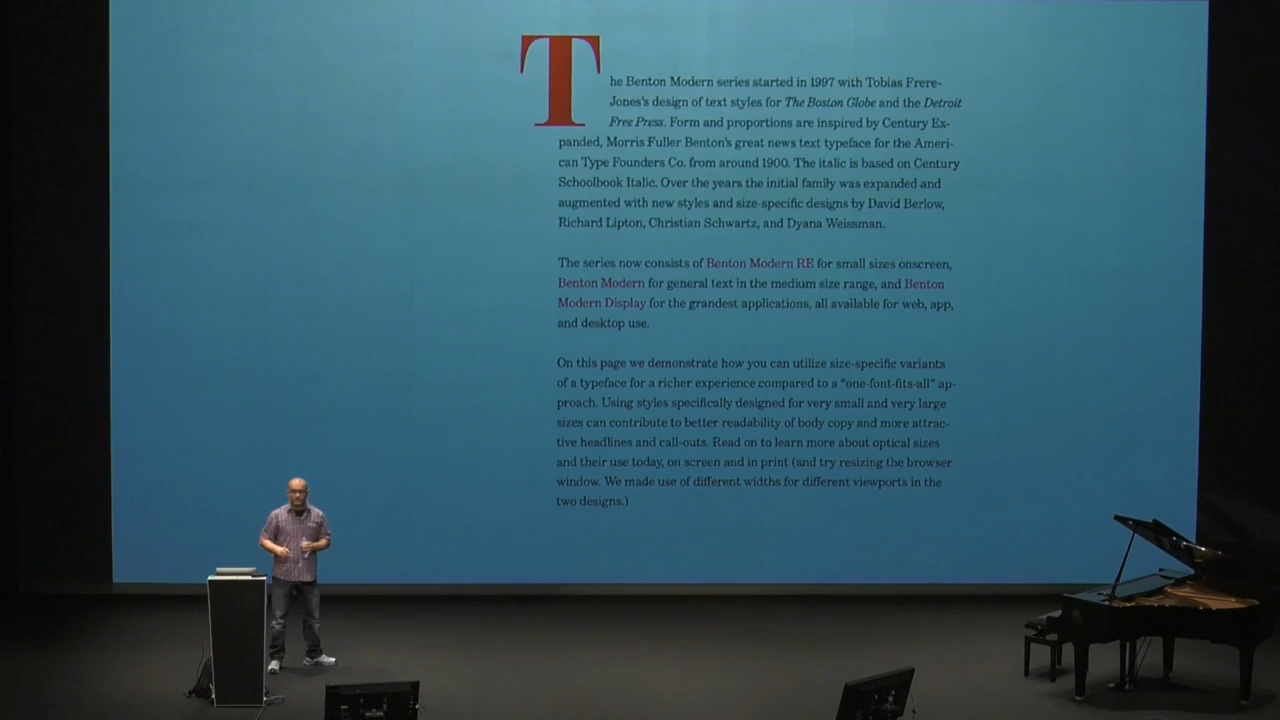 The Benton Modern series started in 1997 with Tobias Frere-
Jones's design of text styles for The Boston Globe and the Detroit
Free Press. Form and proportions are inspired by Century Ex-
panded, Morris Fuller Benton's great news text typeface for the Ameri-
can Type Founders Co. from around 1900. The italic is based on Century
Schoolbook Italic. Over the years the initial family was expanded and
augmented with new styles and size-specific designs by David Berlow,
Richard Lipton, Christian Schwartz, and Dyana Weissman.
The series now consists of Benton Modern RE for small sizes onscreen,
Benton Modern for general text in the medium size range, and Benton
Modern Display for the grandest applications, all available for web, app,
and desktop use.
On this page we demonstrate how you can utilize size-specific variants
of a typeface for a richer experience compared to a "one-font-fits-all" ap-
proach. Using styles specifically designed for very small and very large
sizes can contribute to better readability of body copy and more attrac-
tive headlines and call-outs. Read on to learn more about optical sizes
and their use today, on screen and in print (and try resizing the browser
window. We made use of different widths for different viewports in the
two designs.)